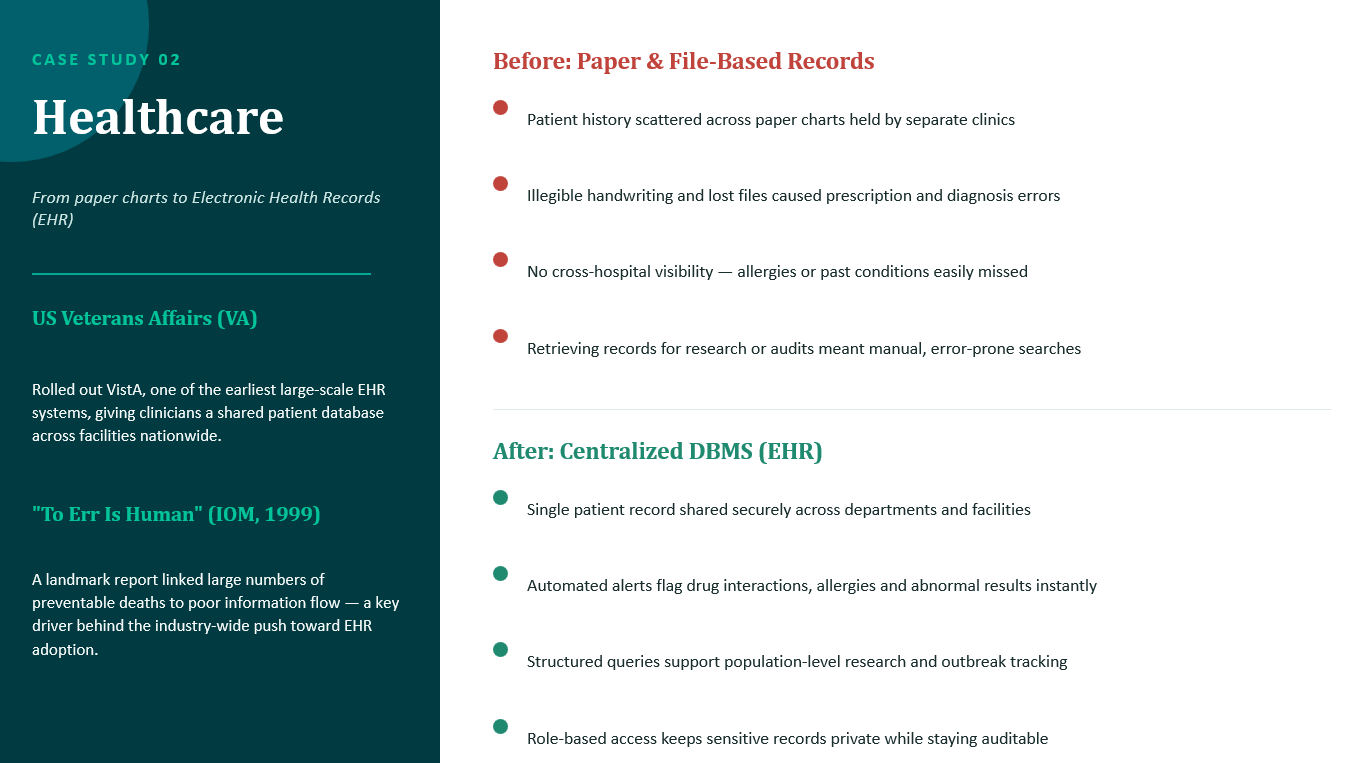 CASE STUDY 02
Healthcare
From paper charts to Electronic Health Records
(EHR)
US Veterans Affairs (VA)
Rolled out VistA, one of the earliest large-scale EHR
systems, giving clinicians a shared patient database
across facilities nationwide.
"To Err Is Human" (IOM, 1999)
A landmark report linked large numbers of
preventable deaths to poor information flow — a key
driver behind the industry-wide push toward EHR
adoption.
Before: Paper & File-Based Records
Patient history scattered across paper charts held by separate clinics
Illegible handwriting and lost files caused prescription and diagnosis errors
No cross-hospital visibility — allergies or past conditions easily missed
Retrieving records for research or audits meant manual, error-prone searches
After: Centralized DBMS (EHR)
Single patient record shared securely across departments and facilities
Automated alerts flag drug interactions, allergies and abnormal results instantly
Structured queries support population-level research and outbreak tracking
Role-based access keeps sensitive records private while staying auditable